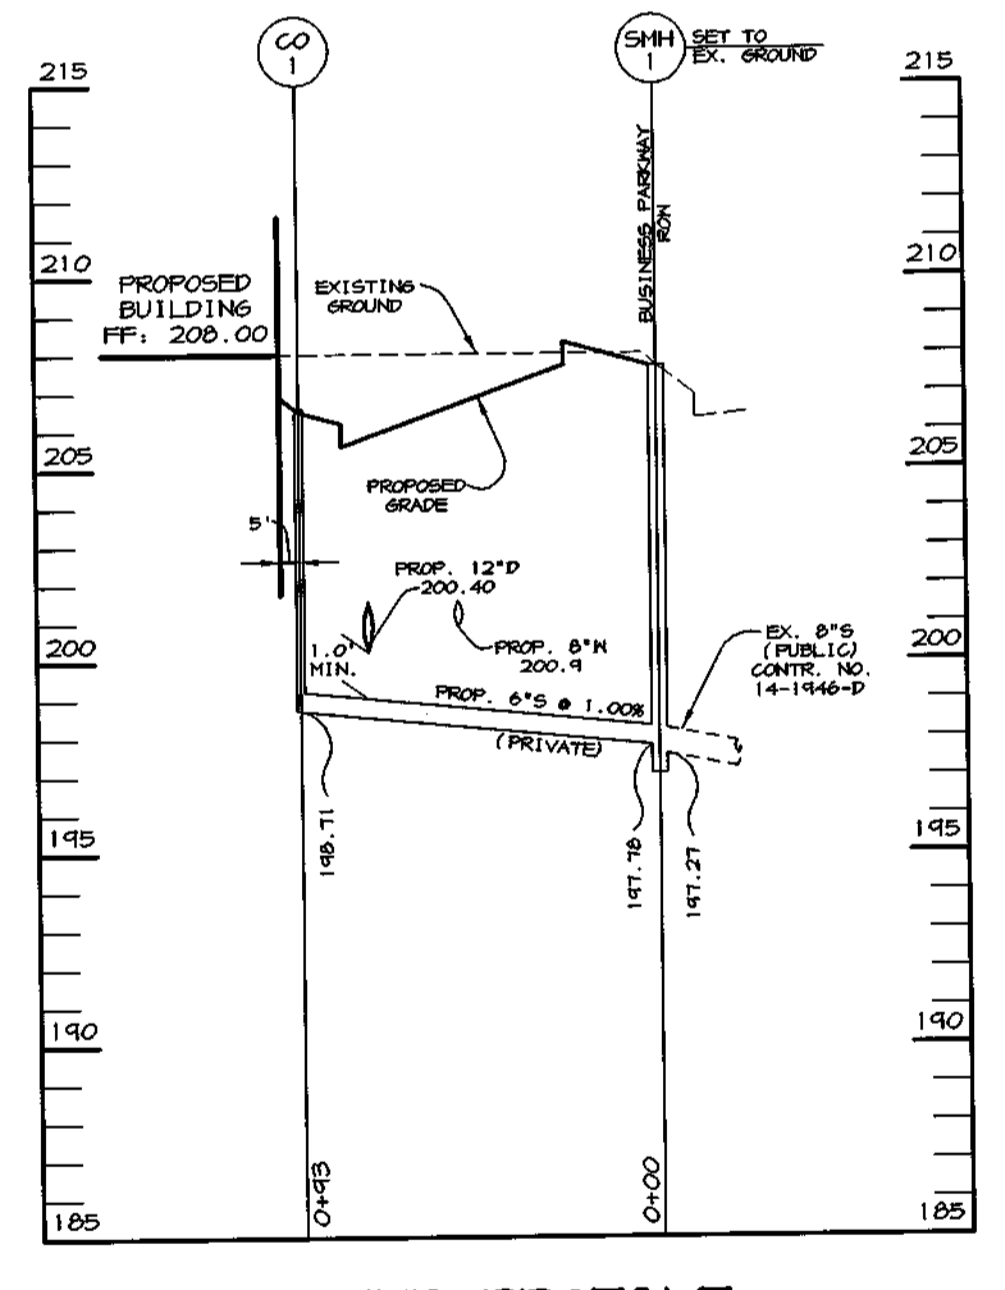 CO
1
SMH
1
SET TO
EX. GROUND
215
215
BUSINESS PARKWAY
ROW
210
210
PROPOSED
BUILDING
FF: 208.00
EXISTING
GROUND
205
205
PROPOSED
GRADE
5'
PROP. 12"D
200.40
200
200
1.0'
MIN.
PROP. 8"W
200.9
EX. 8"S
(PUBLIC)
CONTR. NO.
14-1946-D
PROP. 6"S @ 1.00%
(PRIVATE)
198.71
197.78
197.27
195
195
190
190
0+93
0+00
185
185